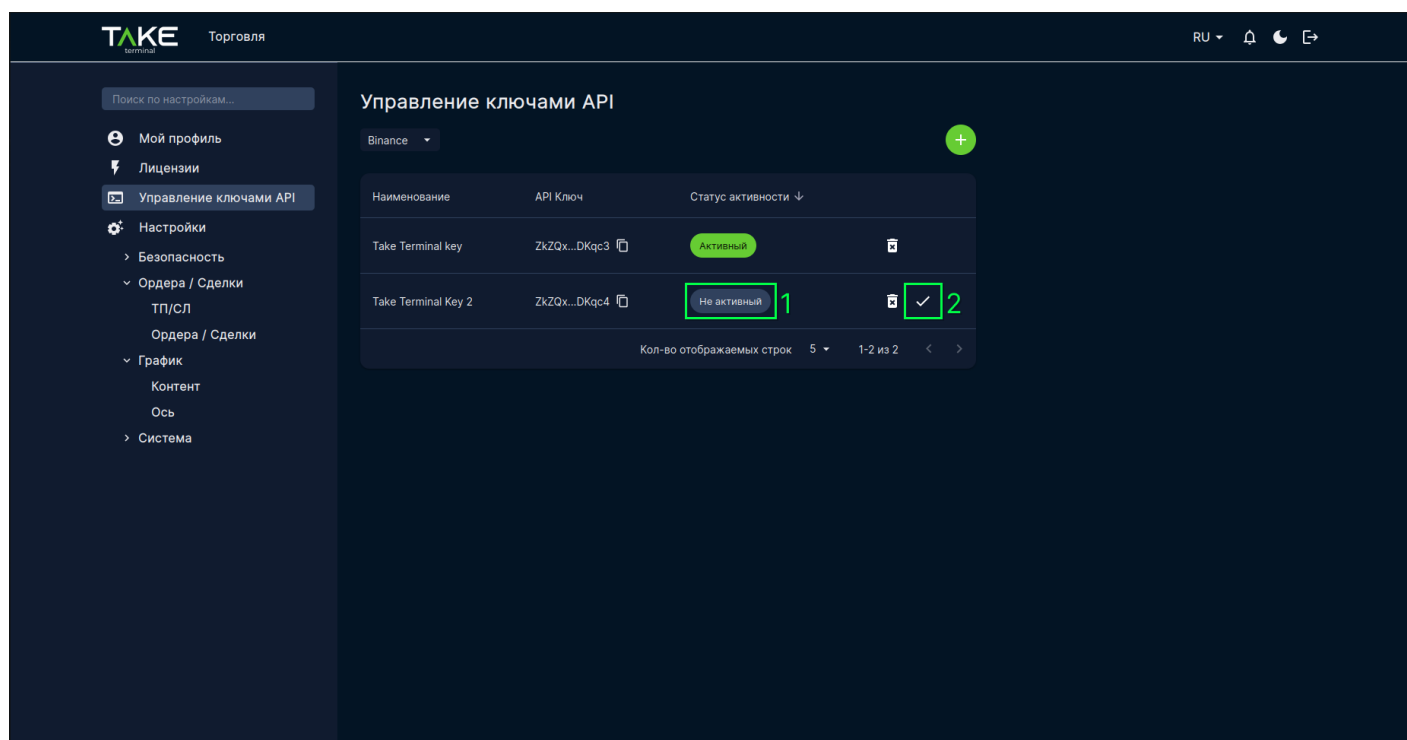 TAKE
terminal
Торговля
RU
Поиск по настройкам...
Мой профиль
Лицензии
Управление ключами API
Настройки
Безопасность
Ордера / Сделки
ТП/СЛ
Ордера / Сделки
График
Контент
Ось
Система
Управление ключами API
Binance
Наименование API Ключ Статус активности
Take Terminal key ZkZQx...DKqc3 Активный
Take Terminal Key 2 ZkZQx...DKqc4 Не активный 1 2
Кол-во отображаемых строк 5 1-2 из 2